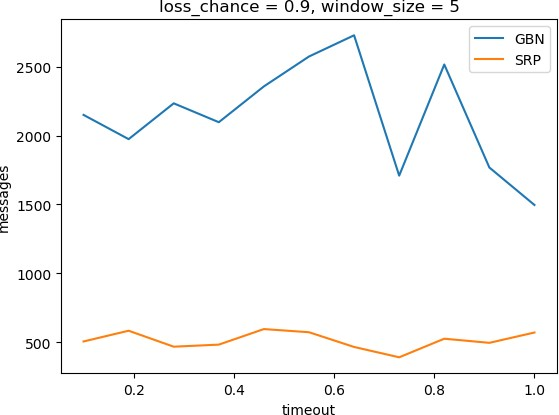 loss_chance = 0.9, window_size = 5
GBN
SRP
2500
2000
1500
1000
500
messages
0.2
0.4
0.6
0.8
1.0
timeout